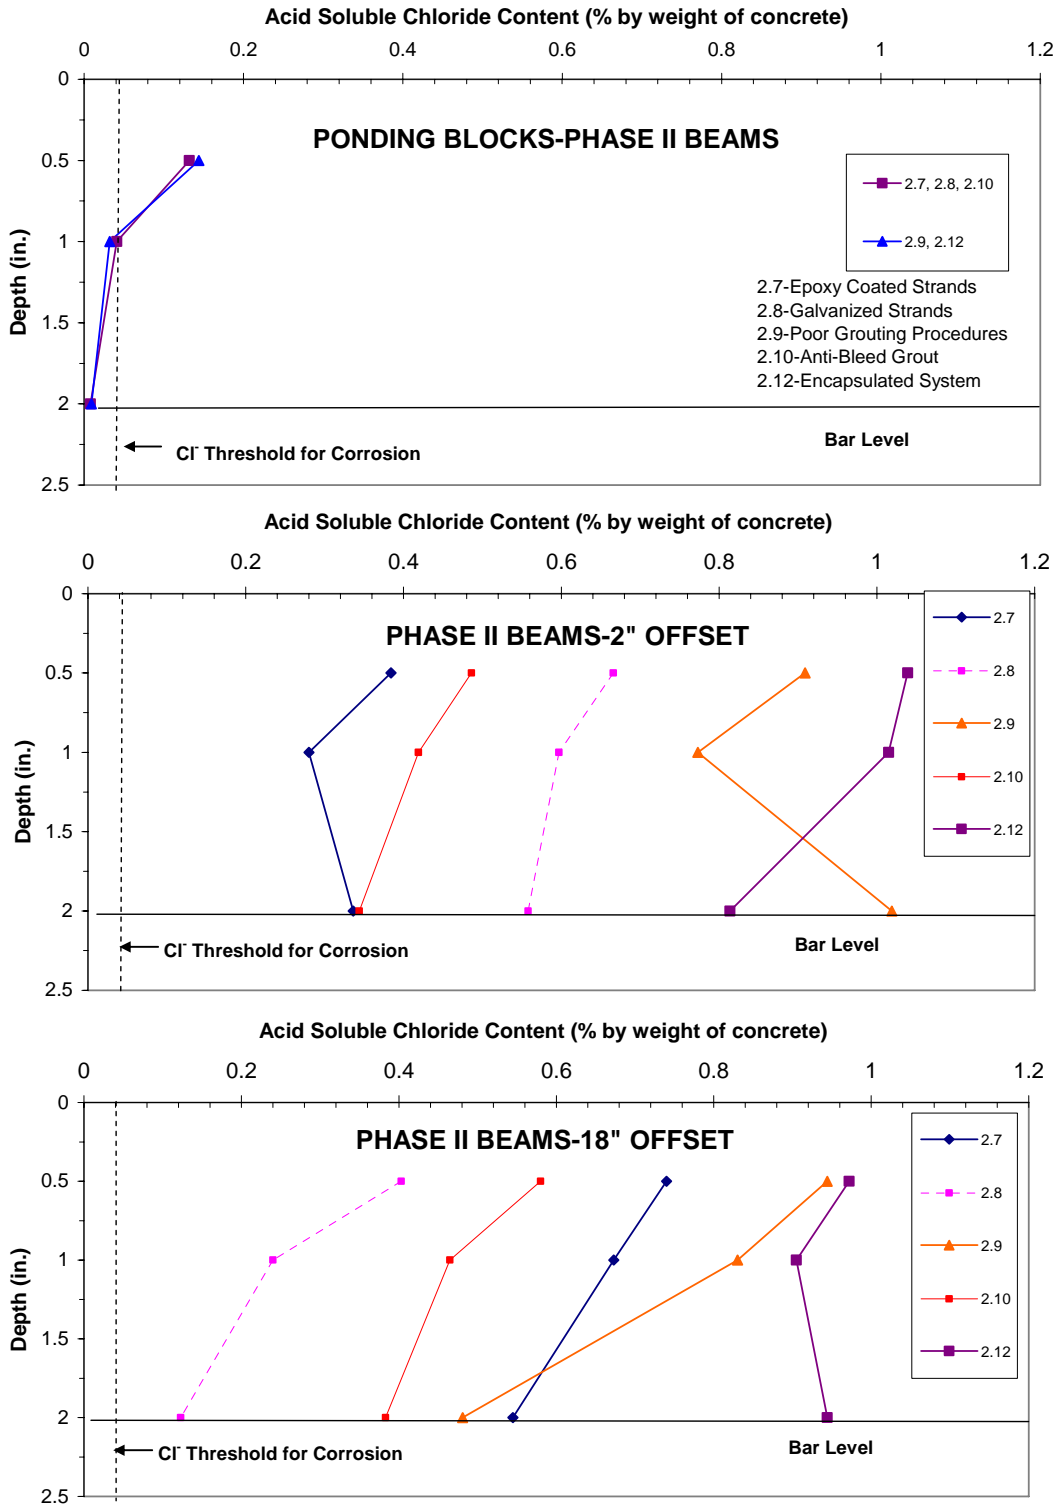 Acid Soluble Chloride Content (% by weight of concrete)
0 0.2 0.4 0.6 0.8 1 1.2
0
0.5
1
1.5
2
2.5
Depth (in.)
PONDING BLOCKS-PHASE II BEAMS
2.7, 2.8, 2.10
2.9, 2.12
2.7-Epoxy Coated Strands
2.8-Galvanized Strands
2.9-Poor Grouting Procedures
2.10-Anti-Bleed Grout
2.12-Encapsulated System
Bar Level
Cl- Threshold for Corrosion
Acid Soluble Chloride Content (% by weight of concrete)
0 0.2 0.4 0.6 0.8 1 1.2
0
0.5
1
1.5
2
2.5
Depth (in.)
PHASE II BEAMS-2" OFFSET
2.7
2.8
2.9
2.10
2.12
Bar Level
Cl- Threshold for Corrosion
Acid Soluble Chloride Content (% by weight of concrete)
0 0.2 0.4 0.6 0.8 1 1.2
0
0.5
1
1.5
2
2.5
Depth (in.)
PHASE II BEAMS-18" OFFSET
2.7
2.8
2.9
2.10
2.12
Bar Level
Cl- Threshold for Corrosion